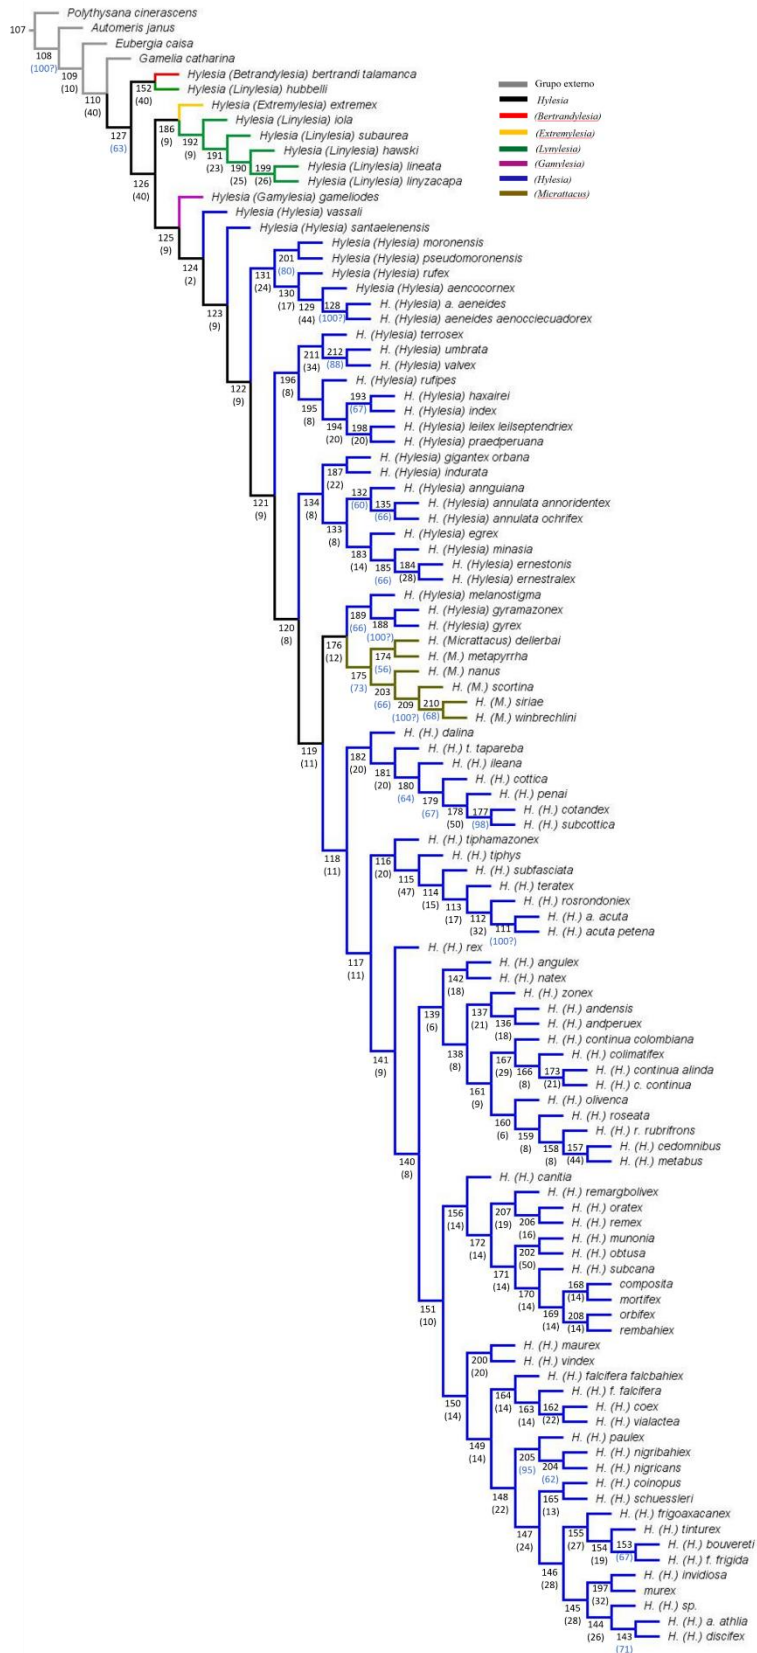 Polythysana cinerascens
107
Automeris janus
108
(100?)
Eubergia caisa
109
(10)
Gamelia catharina
110
(40)
Hylesia (Betrandylesia) bertrandi talamanca
152
(40)
Hylesia (Linylesia) hubbelli
Hylesia (Extremylesia) extremex
127
(63)
186
(9)
Hylesia (Linylesia) iola
192
(9)
Hylesia (Linylesia) subaurea
191
(23)
Hylesia (Linylesia) hawski
190
(25)
199
(26)
Hylesia (Linylesia) lineata
Hylesia (Linylesia) linyzacapa
126
(40)
Grupo externo
Hylesia
(Bertrandylesia)
(Extremylesia)
(Lynylesia)
(Gamylesia)
(Hylesia)
(Micrattacus)
Hylesia (Gamylesia) gameliodes
125
(9)
Hylesia (Hylesia) vassali
124
(2)
Hylesia (Hylesia) santaelenensis
123
(9)
Hylesia (Hylesia) moronensis
201
(80)
Hylesia (Hylesia) pseudomoronensis
131
(24)
Hylesia (Hylesia) rufex
130
(17)
Hylesia (Hylesia) aencocornex
129
(44)
128
(100?)
H. (Hylesia) a. aeneides
H. (Hylesia) aeneides aenocciecuadorex
122
(9)
H. (Hylesia) terrosex
211
(34)
212
(88)
H. (Hylesia) umbrata
H. (Hylesia) valvex
196
(8)
H. (Hylesia) rufipes
195
(8)
193
(67)
H. (Hylesia) haxairei
H. (Hylesia) index
194
(20)
198
(20)
H. (Hylesia) leilex leilseptendriex
H. (Hylesia) praedperuana
121
(9)
H. (Hylesia) gigantex orbana
187
(22)
H. (Hylesia) indurata
134
(8)
H. (Hylesia) annguiana
132
(60)
135
(66)
H. (Hylesia) annulata annoridentex
H. (Hylesia) annulata ochrifex
133
(8)
H. (Hylesia) egrex
183
(14)
H. (Hylesia) minasia
185
(66)
184
(28)
H. (Hylesia) ernestonis
H. (Hylesia) ernestralex
120
(8)
H. (Hylesia) melanostigma
189
(66)
188
(100?)
H. (Hylesia) gyramazonex
H. (Hylesia) gyrex
176
(12)
H. (Micrattacus) dellerbai
174
(56)
H. (M.) metapyrrha
175
(73)
H. (M.) nanus
203
(66)
H. (M.) scortina
209
(100?)
210
(68)
H. (M.) siriae
H. (M.) winbrechlini
119
(11)
H. (H.) dalina
182
(20)
H. (H.) t. tapareba
181
(20)
H. (H.) ileana
180
(64)
H. (H.) cottica
179
(67)
H. (H.) penai
178
(50)
177
(98)
H. (H.) cotandex
H. (H.) subcottica
118
(11)
H. (H.) tiphamazonex
116
(20)
H. (H.) tiphys
115
(47)
H. (H.) subfasciata
114
(15)
H. (H.) teratex
113
(17)
H. (H.) rosrondoniex
112
(32)
111
(100?)
H. (H.) a. acuta
H. (H.) acuta petena
117
(11)
H. (H.) rex
141
(9)
H. (H.) angulex
142
(18)
H. (H.) natex
139
(6)
H. (H.) zonex
137
(21)
136
(18)
H. (H.) andensis
H. (H.) andperuex
138
(8)
H. (H.) continua colombiana
167
(29)
H. (H.) colimatifex
166
(8)
173
(21)
H. (H.) continua alinda
H. (H.) c. continua
161
(9)
H. (H.) olivenca
160
(6)
H. (H.) roseata
159
(8)
H. (H.) r. rubrifrons
158
(8)
157
(44)
H. (H.) cedomnibus
H. (H.) metabus
140
(8)
H. (H.) canitia
156
(14)
H. (H.) remargbolivex
207
(19)
206
(16)
H. (H.) oratex
H. (H.) remex
172
(14)
H. (H.) munonia
202
(50)
H. (H.) obtusa
171
(14)
H. (H.) subcana
170
(14)
168
(14)
composita
mortifex
169
(14)
208
(14)
orbifex
rembahiex
151
(10)
H. (H.) maurex
200
(20)
H. (H.) vindex
150
(14)
H. (H.) falcifera falcbahiex
164
(14)
H. (H.) f. falcifera
163
(14)
162
(22)
H. (H.) coex
H. (H.) vialactea
149
(14)
H. (H.) paulex
205
(95)
204
(62)
H. (H.) nigribahiex
H. (H.) nigricans
148
(22)
H. (H.) coinopus
165
(13)
H. (H.) schuessleri
147
(24)
H. (H.) frigoaxacanex
155
(27)
H. (H.) tinturex
154
(19)
153
(67)
H. (H.) bouvereti
H. (H.) f. frigida
146
(28)
H. (H.) invidiosa
197
(32)
murex
145
(28)
H. (H.) sp.
144
(26)
143
(71)
H. (H.) a. athlia
H. (H.) discifex